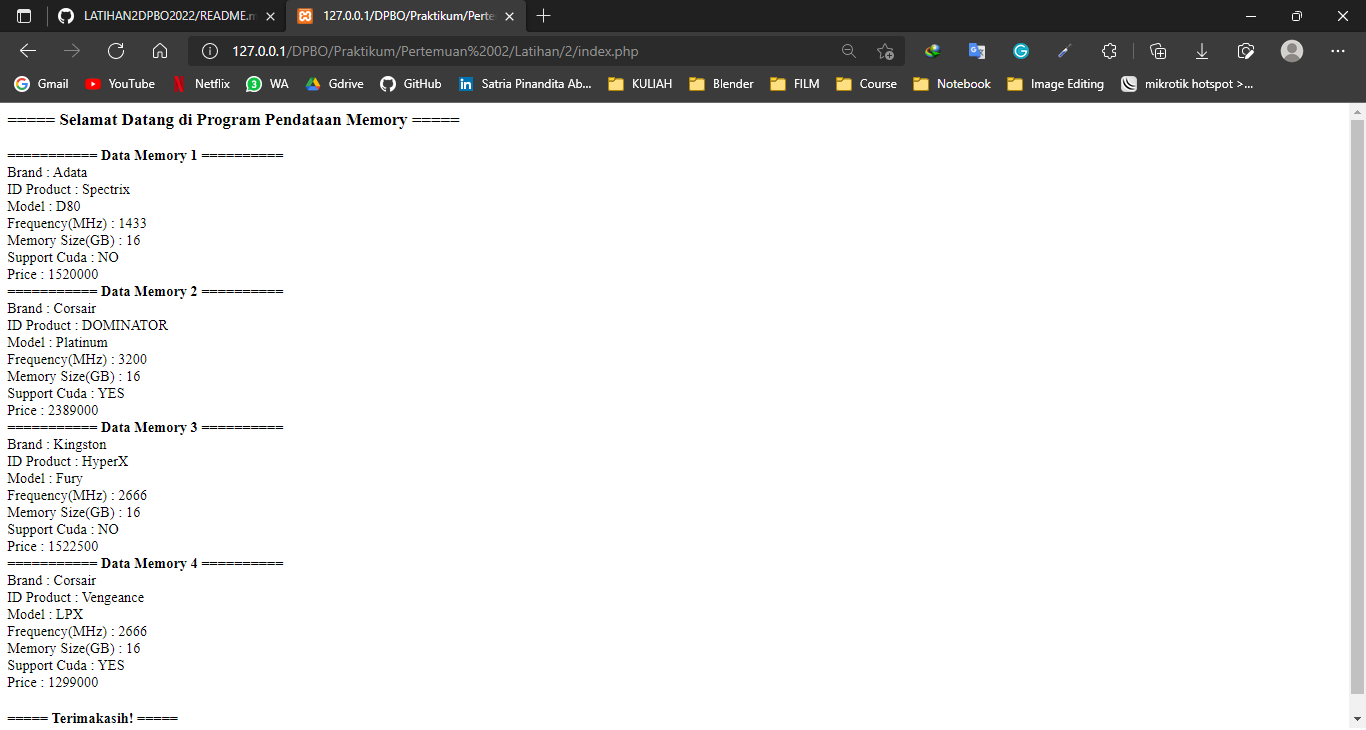 LATIHAN2DPBO2022/README.m
127.0.0.1/DPBO/Praktikum/Perte
127.0.0.1/DPBO/Praktikum/Pertemuan%2002/Latihan/2/index.php
Gmail YouTube Netflix 3 WA Gdrive GitHub in Satria Pinandita Ab... KULIAH Blender FILM Course Notebook Image Editing mikrotik hotspot >...
===== Selamat Datang di Program Pendataan Memory =====
=========== Data Memory 1 ==========
Brand : Adata
ID Product : Spectrix
Model : D80
Frequency(MHz) : 1433
Memory Size(GB) : 16
Support Cuda : NO
Price : 1520000
=========== Data Memory 2 ==========
Brand : Corsair
ID Product : DOMINATOR
Model : Platinum
Frequency(MHz) : 3200
Memory Size(GB) : 16
Support Cuda : YES
Price : 2389000
=========== Data Memory 3 ==========
Brand : Kingston
ID Product : HyperX
Model : Fury
Frequency(MHz) : 2666
Memory Size(GB) : 16
Support Cuda : NO
Price : 1522500
=========== Data Memory 4 ==========
Brand : Corsair
ID Product : Vengeance
Model : LPX
Frequency(MHz) : 2666
Memory Size(GB) : 16
Support Cuda : YES
Price : 1299000
===== Terimakasih! =====